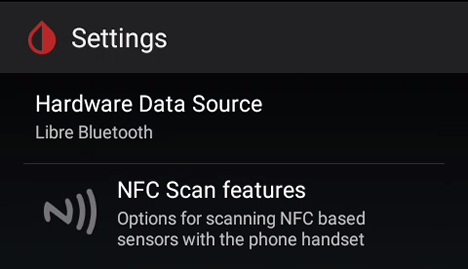 Settings
Hardware Data Source
Libre Bluetooth
NFC Scan features
Options for scanning NFC based
sensors with the phone handset